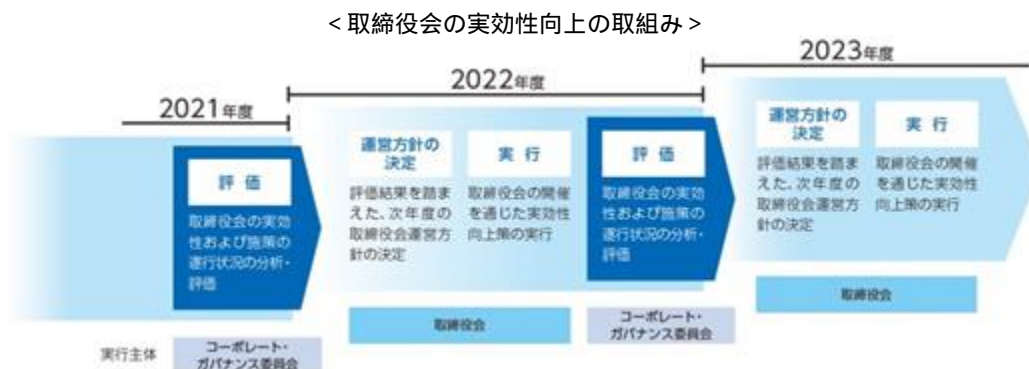 <取締役会の実効性向上の取組み>
2021年度
2022年度
2023年度
評 価
取締役会の実効
性および施策の
遂行状況の分析・
評価
運営方針の
決定
評価結果を踏ま
えた、次年度の
取締役会運営方
針の決定
実 行
取締役会の開催
を通じた実効性
向上策の実行
評 価
取締役会の実効
性および施策の
遂行状況の分析・
評価
運営方針の
決定
評価結果を踏ま
えた、次年度の
取締役会運営方
針の決定
実 行
取締役会の開催
を通じた実効性
向上策の実行
実行主体
コーポレート・
ガバナンス委員会
取締役会
コーポレート・
ガバナンス委員会
取締役会